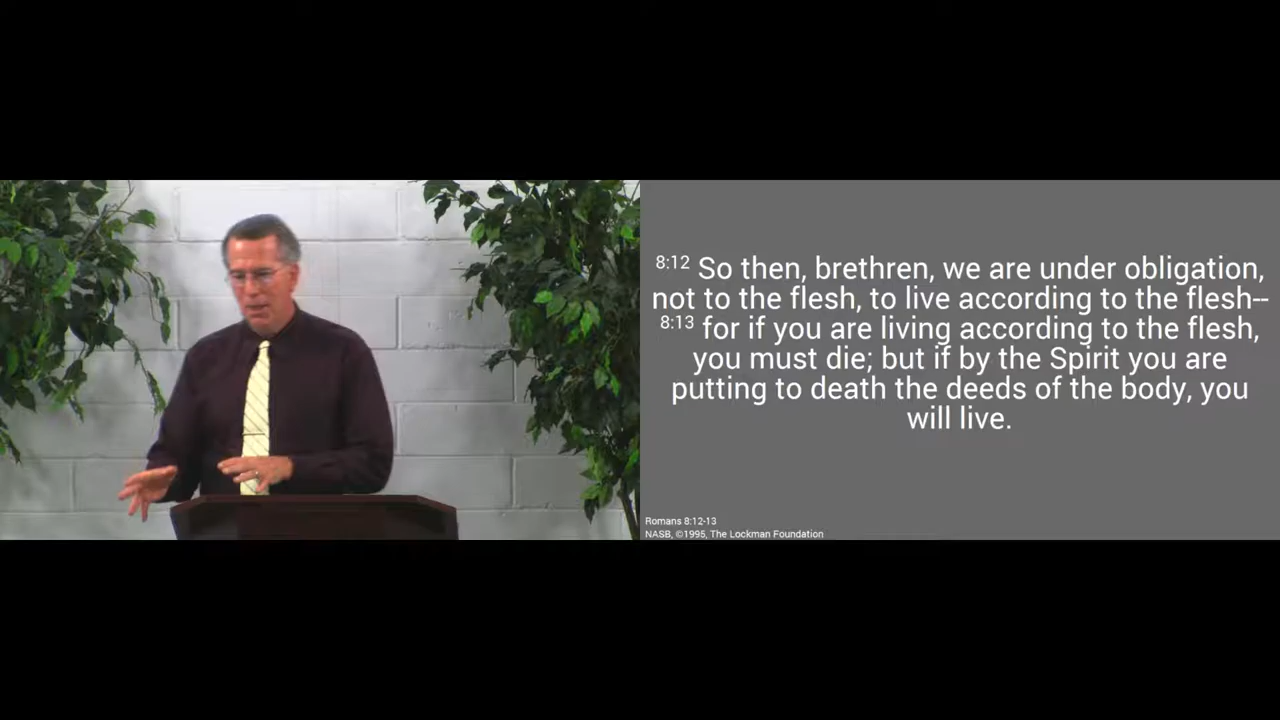 8:12 So then, brethren, we are under obligation,
not to the flesh, to live according to the flesh--
8:13 for if you are living according to the flesh,
you must die; but if by the Spirit you are
putting to death the deeds of the body, you
will live.
Romans 8:12-13
NASB, ©1995, The Lockman Foundation